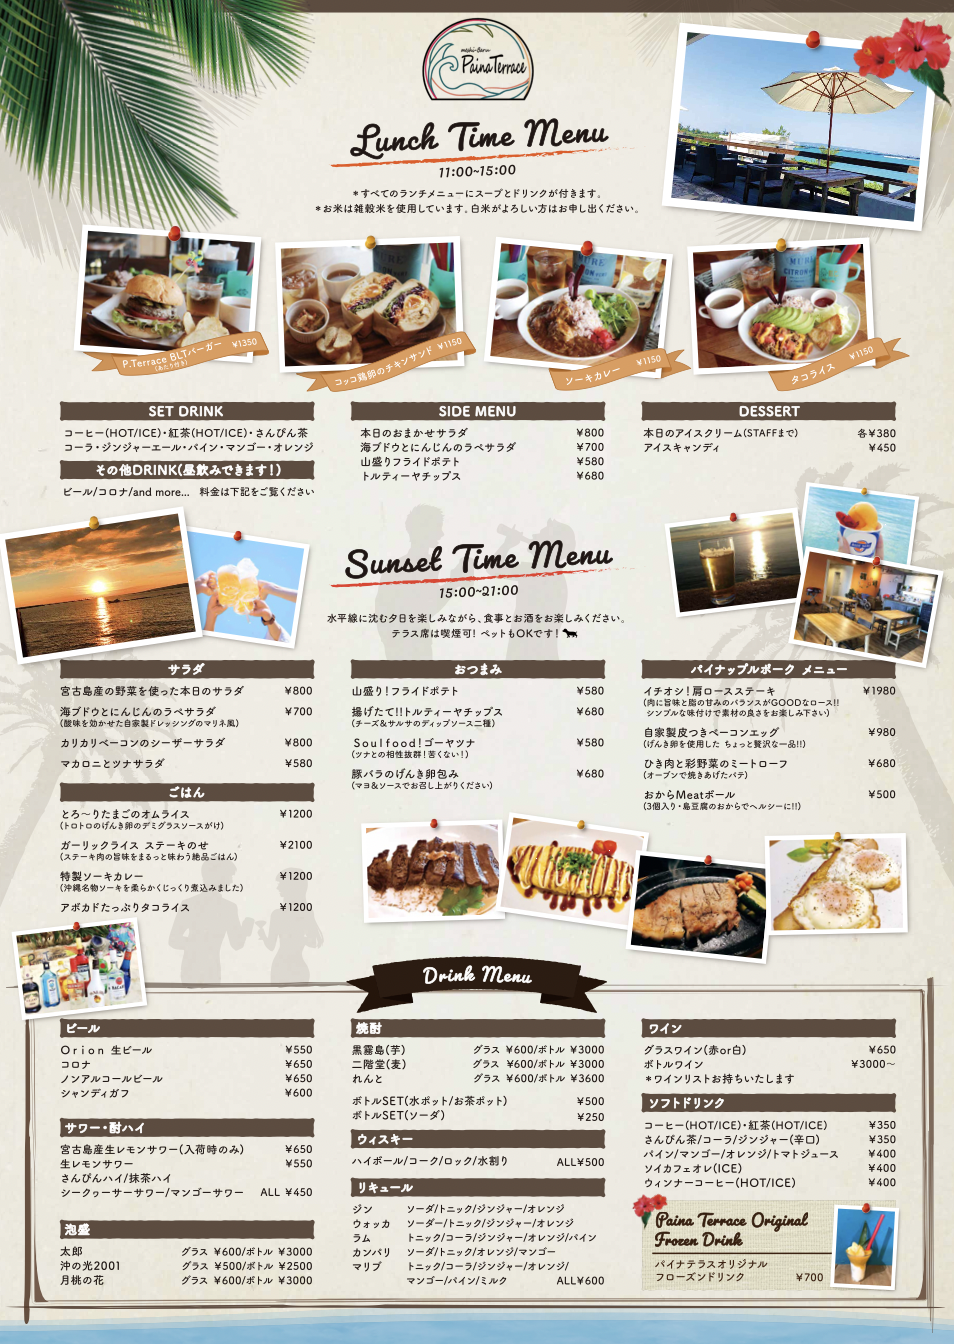 meshi-Baru
Paina Terrace
Lunch Time Menu
11:00~15:00
*すべてのランチメニューにスープとドリンクが付きます。
*お米は雑穀米を使用しています。白米がよろしい方はお申し出ください。
P.Terrace BLTバーガー ¥1350
コッコ鶏卵のチキンサンド ¥1150
ソーキカレー ¥1150
タコライス ¥1150
SET DRINK
コーヒー(HOT/ICE)・紅茶(HOT/ICE)・さんぴん茶
コーラ・ジンジャーエール・パイン・マンゴー・オレンジ
その他DRINK(昼飲みできます!)
ビール/コロナ/and more... 料金は下記をご覧ください
SIDE MENU
本日のおまかせサラダ ¥800
海ブドウとにんじんのラペサラダ ¥700
山盛りフライドポテト ¥580
トルティーヤチップス ¥680
DESSERT
本日のアイスクリーム(STAFFまで) 各¥380
アイスキャンディ ¥450
Sunset Time Menu
15:00~21:00
水平線に沈む夕日を楽しみながら、食事とお酒をお楽しみください。
テラス席は喫煙可! ペットもOKです!
サラダ
宮古島産の野菜を使った本日のサラダ ¥800
海ブドウとにんじんのラペサラダ ¥700
(酸味を効かせた自家製ドレッシングのマリネ風)
カリカリベーコンのシーザーサラダ ¥800
マカロニとツナサラダ ¥580
ごはん
とろ〜りたまごのオムライス ¥1200
(トロトロのげんき卵のデミグラスソースがけ)
ガーリックライス ステーキのせ ¥2100
(ステーキ肉の旨味をまるっと味わう絶品ごはん)
特製ソーキカレー ¥1200
(沖縄名物ソーキを柔らかくじっくり煮込みました)
アボカドたっぷりタコライス ¥1200
おつまみ
山盛り!フライドポテト ¥580
揚げたて!!トルティーヤチップス ¥680
(チーズ&サルサのディップソース二種)
Soulfood!ゴーヤツナ ¥580
(ツナとの相性抜群!苦くない!)
豚バラのげんき卵包み ¥680
(マヨ&ソースでお召し上がりください)
パイナップルポーク メニュー
イチオシ!肩ロースステーキ ¥1980
(肉に旨味と脂の甘みのバランスがGOODなロース!!
シンプルな味付けで素材の良さをお楽しみ下さい)
自家製皮つきベーコンエッグ ¥980
(げんき卵を使用した ちょっと贅沢な一品!!)
ひき肉と彩野菜のミートローフ ¥680
(オーブンで焼きあげたパテ)
おからMeatボール ¥500
(3個入り・島豆腐のおからでヘルシーに!!)
Drink Menu
ビール
Orion 生ビール ¥550
コロナ ¥650
ノンアルコールビール ¥650
シャンディガフ ¥600
サワー・酎ハイ
宮古島産生レモンサワー(入荷時のみ) ¥650
生レモンサワー ¥550
さんぴんハイ/抹茶ハイ
シークヮーサーサワー/マンゴーサワー ALL ¥450
泡盛
太郎 グラス ¥600/ボトル ¥3000
沖の光2001 グラス ¥500/ボトル ¥2500
月桃の花 グラス ¥600/ボトル ¥3000
焼酎
黒霧島(芋) グラス ¥600/ボトル ¥3000
二階堂(麦) グラス ¥600/ボトル ¥3000
れんと グラス ¥600/ボトル ¥3600
ボトルSET(水ポット/お茶ポット) ¥500
ボトルSET(ソーダ) ¥250
ウィスキー
ハイボール/コーク/ロック/水割り ALL¥500
リキュール
ジン ソーダ/トニック/ジンジャー/オレンジ
ウォッカ ソーダー/トニック/ジンジャー/オレンジ
ラム トニック/コーラ/ジンジャー/オレンジ/パイン
カンパリ ソーダ/トニック/オレンジ/マンゴー
マリブ トニック/コーラ/ジンジャー/オレンジ/
マンゴー/パイン/ミルク ALL¥600
ワイン
グラスワイン(赤or白) ¥650
ボトルワイン ¥3000〜
*ワインリストお持ちいたします
ソフトドリンク
コーヒー(HOT/ICE)・紅茶(HOT/ICE) ¥350
さんぴん茶/コーラ/ジンジャー(辛口) ¥350
パイン/マンゴー/オレンジ/トマトジュース ¥400
ソイカフェオレ(ICE) ¥400
ウィンナーコーヒー(HOT/ICE) ¥400
Paina Terrace Original
Frozen Drink
パイナテラスオリジナル
フローズンドリンク ¥700